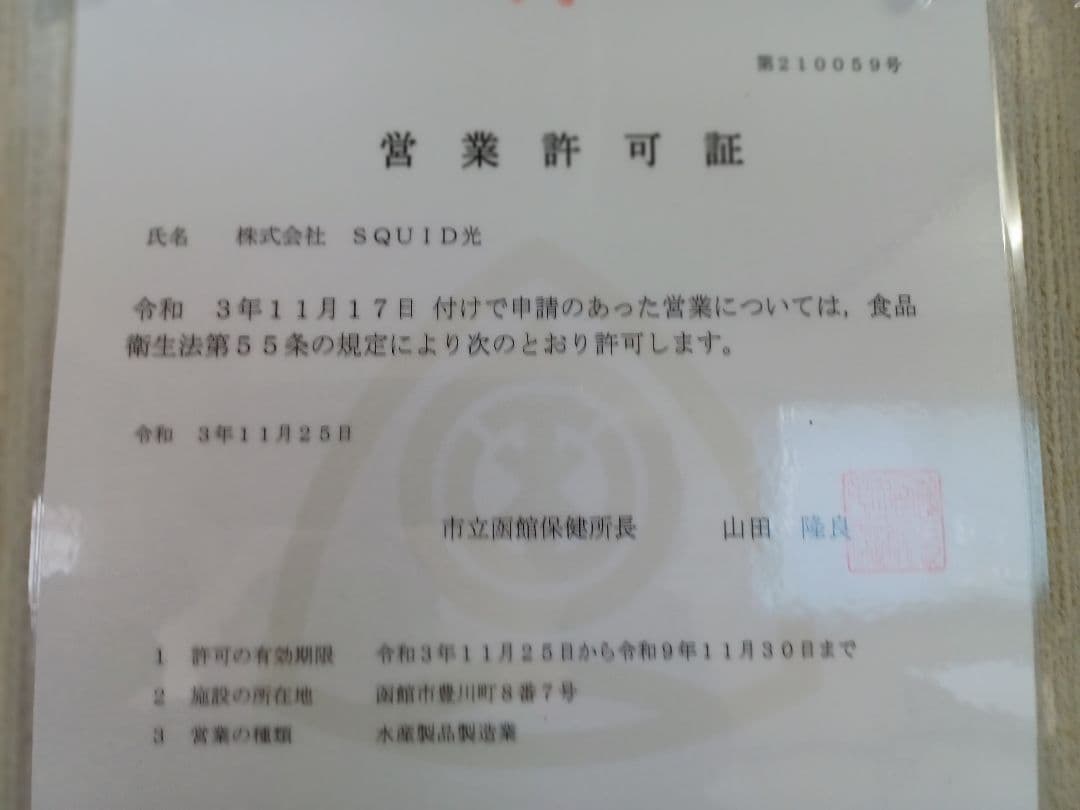 第210059号
営業許可証
氏名 株式会社 SQUID光
令和 3年11月17日 付けで申請のあった営業については，食品
衛生法第55条の規定により次のとおり許可します。
令和 3年11月25日
市立函館保健所長 山田 隆良
1 許可の有効期限 令和3年11月25日から令和9年11月30日まで
2 施設の所在地 函館市豊川町8番7号
3 営業の種類 水産製品製造業